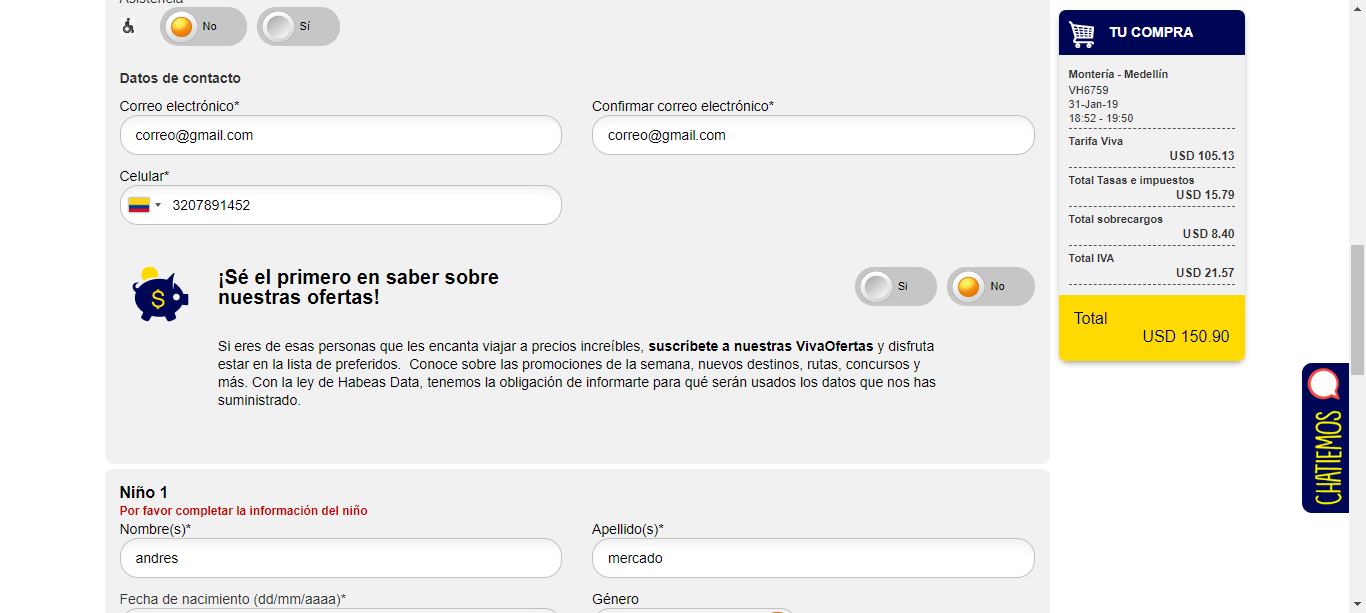 Asistencia
No
Sí
Datos de contacto
Correo electrónico*
Confirmar correo electrónico*
correo@gmail.com
correo@gmail.com
Celular*
3207891452
$
¡Sé el primero en saber sobre
nuestras ofertas!
Si
No
Si eres de esas personas que les encanta viajar a precios increíbles, suscríbete a nuestras VivaOfertas y disfruta
estar en la lista de preferidos. Conoce sobre las promociones de la semana, nuevos destinos, rutas, concursos y
más. Con la ley de Habeas Data, tenemos la obligación de informarte para qué serán usados los datos que nos has
suministrado.
Niño 1
Por favor completar la información del niño
Nombre(s)*
Apellido(s)*
andres
mercado
Fecha de nacimiento (dd/mm/aaaa)*
Género
TU COMPRA
Montería - Medellín
VH6759
31-Jan-19
18:52 - 19:50
Tarifa Viva
USD 105.13
Total Tasas e impuestos
USD 15.79
Total sobrecargos
USD 8.40
Total IVA
USD 21.57
Total
USD 150.90
CHATIEMOS